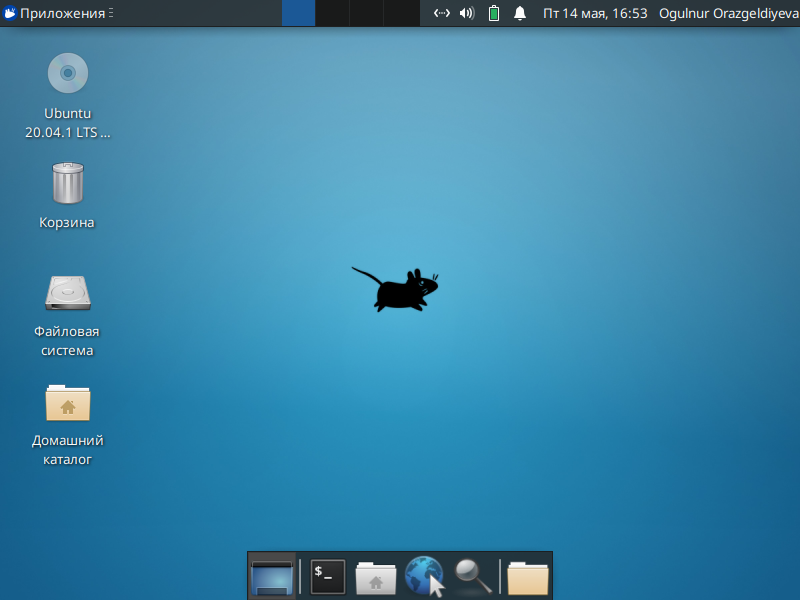 Приложения
Пт 14 мая, 16:53
Ogulnur Orazgeldiyeva
Ubuntu
20.04.1 LTS ...
Корзина
Файловая
система
Домашний
каталог
$_